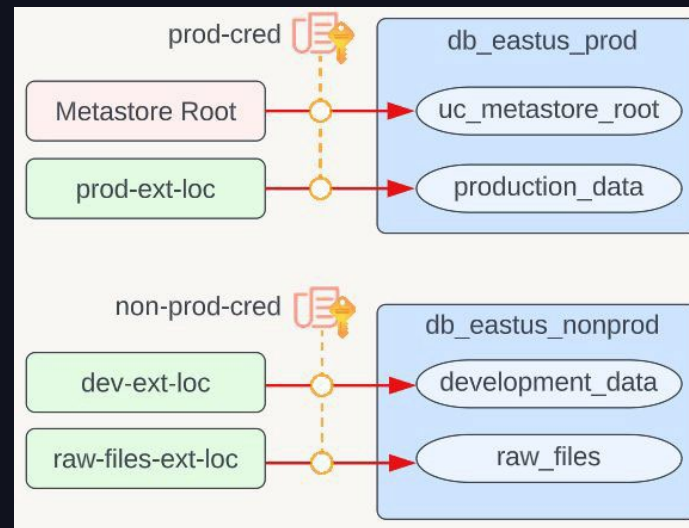 prod-cred
db_eastus_prod
Metastore Root
uc_metastore_root
prod-ext-loc
production_data
non-prod-cred
db_eastus_nonprod
dev-ext-loc
development_data
raw-files-ext-loc
raw_files